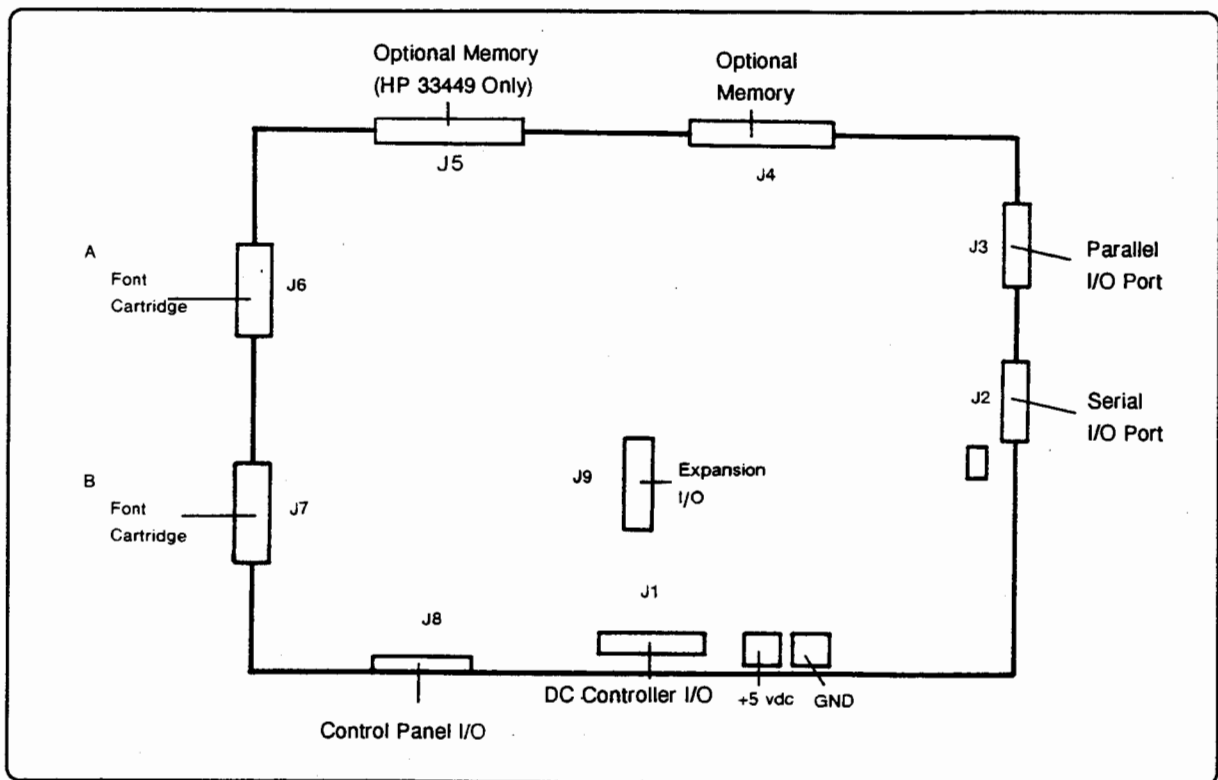 Optional Memory
(HP 33449 Only)
Optional
Memory
J5
J4
A
Font
Cartridge
J6
J3
Parallel
I/O Port
J2
Serial
I/O Port
B
Font
Cartridge
J7
J9
Expansion
I/O
J1
J8
DC Controller I/O
+5 vdc
GND
Control Panel I/O